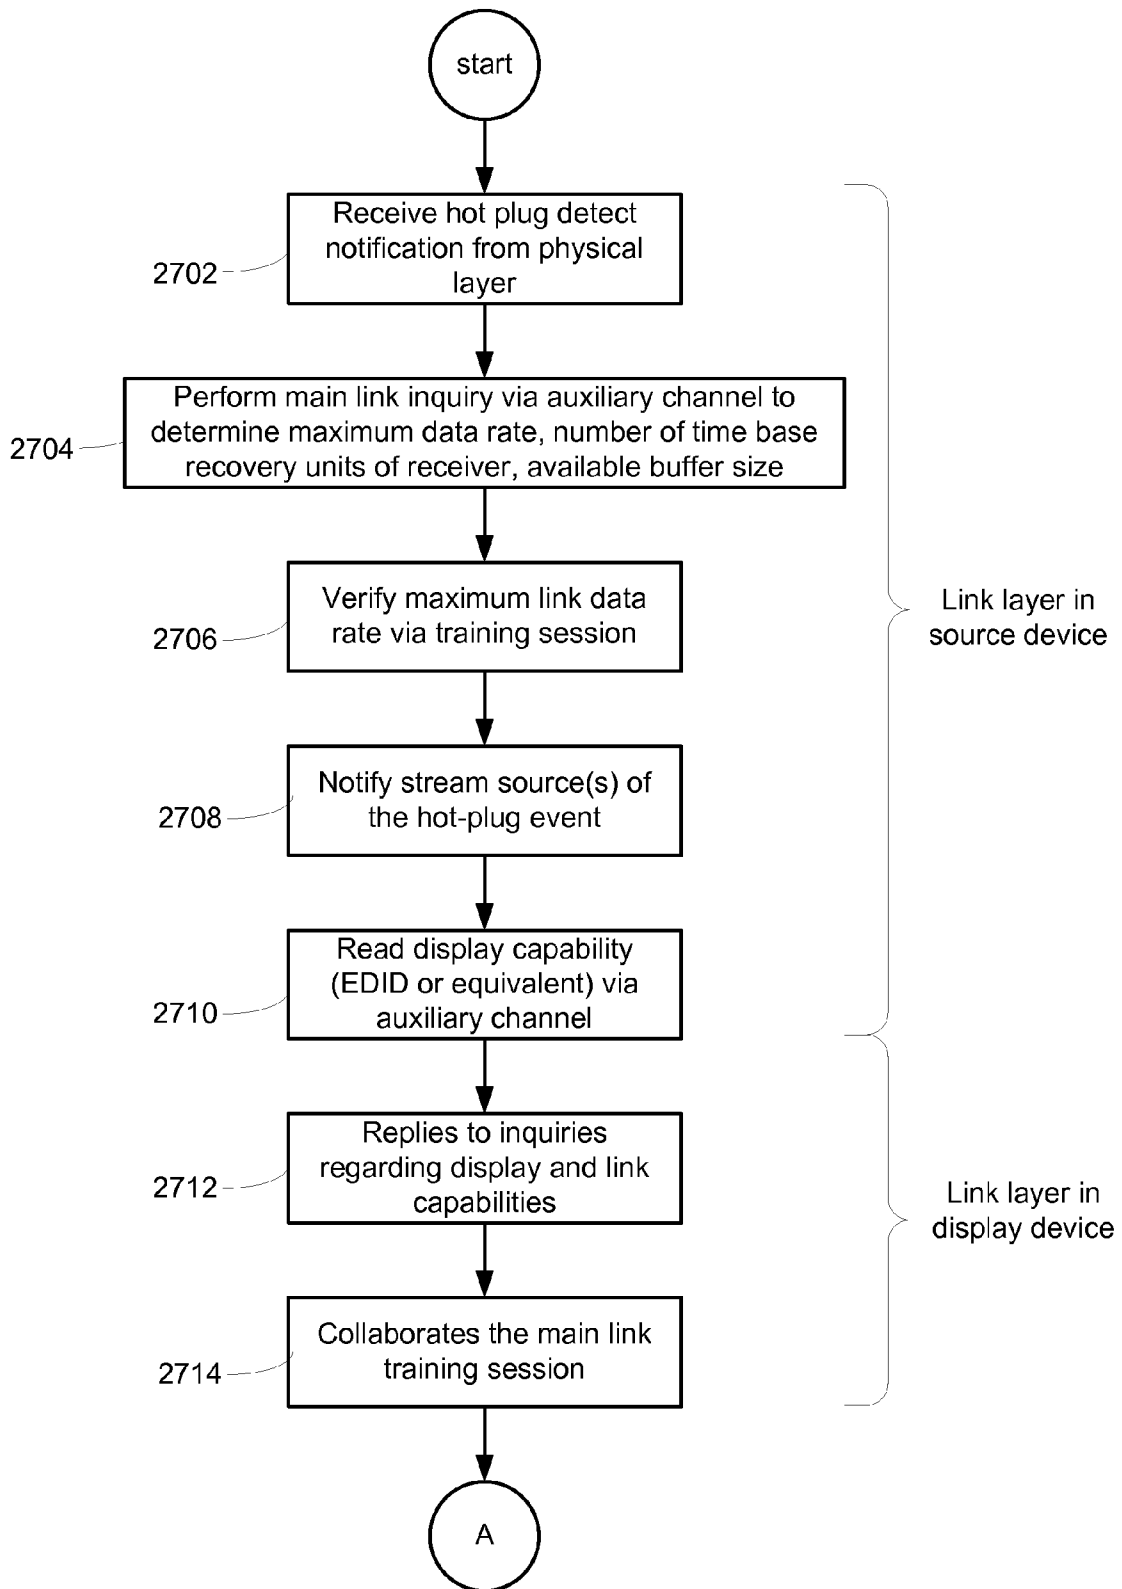 start
Receive hot plug detect
notification from physical
layer
2702
Perform main link inquiry via auxiliary channel to
determine maximum data rate, number of time base
recovery units of receiver, available buffer size
2704
Verify maximum link data
rate via training session
2706
Link layer in
source device
Notify stream source(s) of
the hot-plug event
2708
Read display capability
(EDID or equivalent) via
auxiliary channel
2710
Replies to inquiries
regarding display and link
capabilities
2712
Link layer in
display device
Collaborates the main link
training session
2714
A